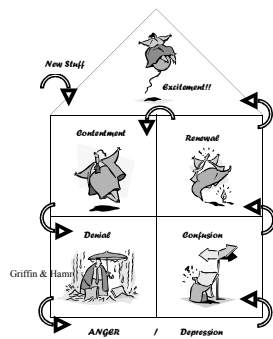 New Stuff
Excitement!!
Contentment
Renewal
Denial
Confusion
Griffin & Ham
ANGER / Depression